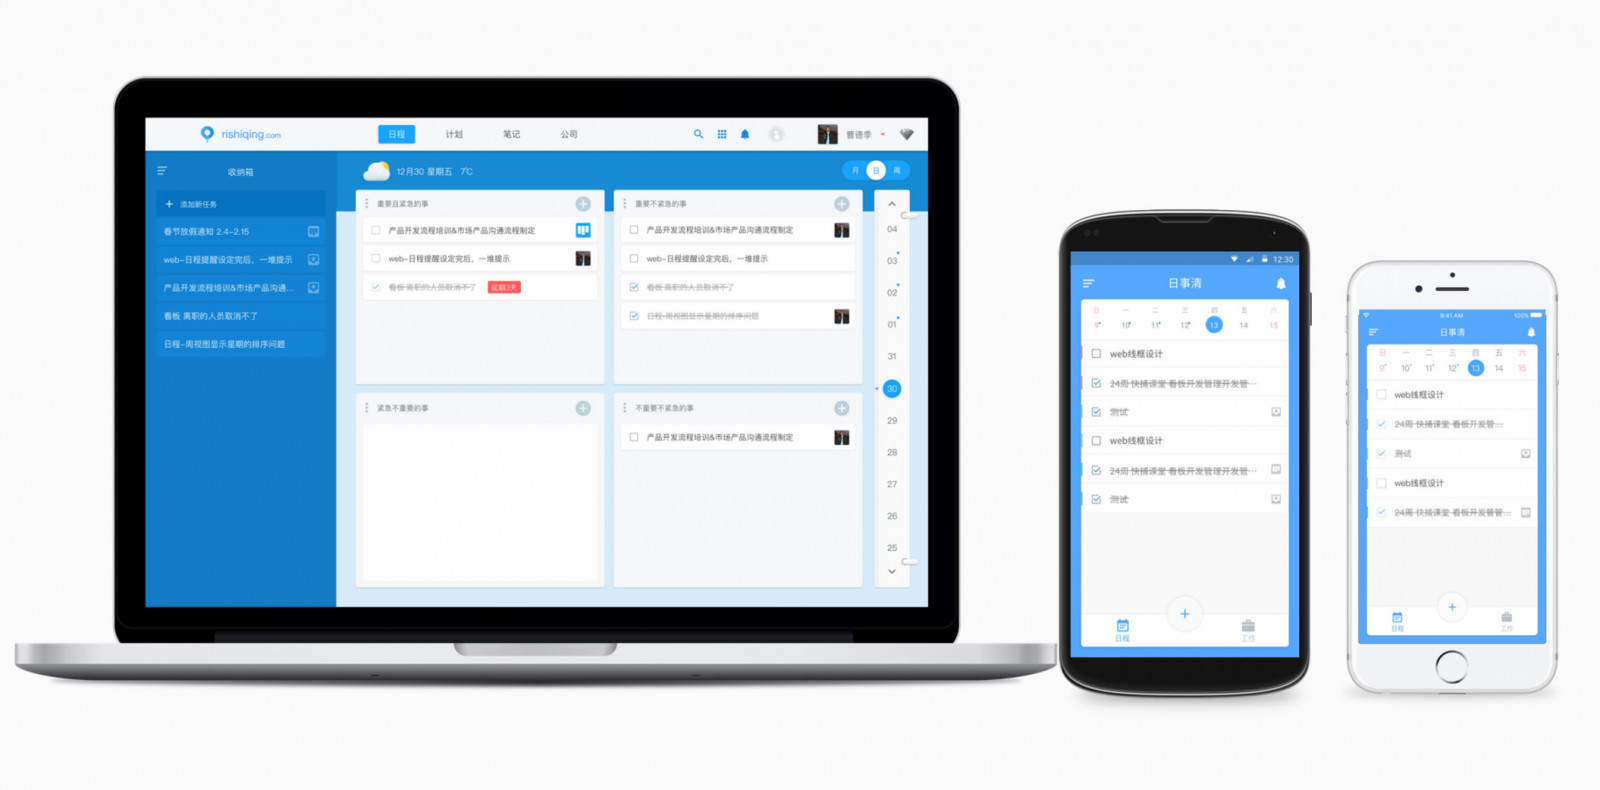 rishiqing.com
日程 计划 笔记 公司
曹德季
收纳箱
+ 添加新任务
春节放假通知 2.4-2.15
web-日程提醒设定完后，一堆提示
产品开发流程培训&市场产品沟通...
看板 离职的人员取消不了
日程-周视图显示星期的排序问题
12月30 星期五 7℃
月 日 周
重要且紧急的事
产品开发流程培训&市场产品沟通流程制定
web-日程提醒设定完后，一堆提示
看板 离职的人员取消不了 延期3天
重要不紧急的事
产品开发流程培训&市场产品沟通流程制定
web-日程提醒设定完后，一堆提示
看板 离职的人员取消不了
日程-周视图显示星期的排序问题
紧急不重要的事
不重要不紧急的事
产品开发流程培训&市场产品沟通流程制定
04
03
02
01
31
30
29
28
27
26
25
12:30
日事清
日 一 二 三 四 五 六
9 10 11 12 13 14 15
web线框设计
24周 快捕课堂 看板开发管理开发管...
测试
web线框设计
24周 快捕课堂 看板开发管理开发管...
测试
+
日程 工作
9:41 AM 100%
日事清
日 一 二 三 四 五 六
9 10 11 12 13 14 15
web线框设计
24周 快捕课堂 看板开发管...
测试
web线框设计
24周 快捕课堂 看板开发管管...
+
日程 工作